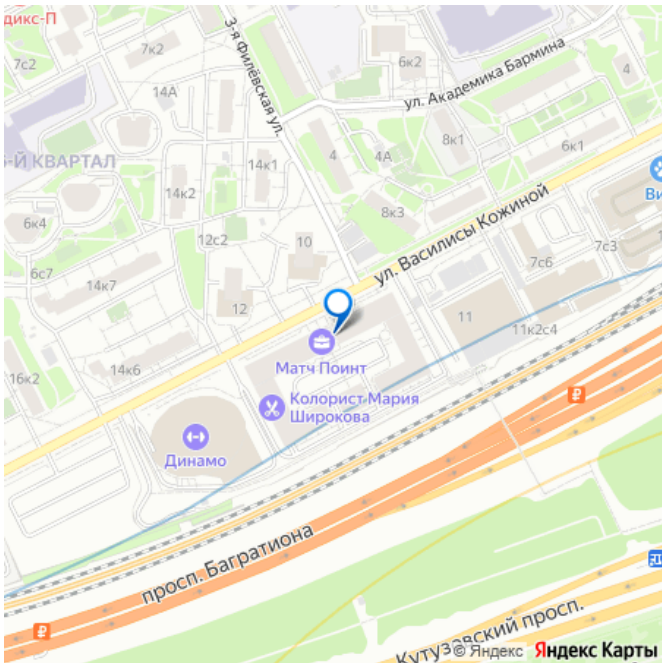 дикс-П
7с2
7к2
14А
3-я Филёвская ул.
6к2
ул. Академика Бармина
4
8к1
6к1
4
4А
14к1
-Й КВАРТАЛ
14к2
8к3
ул. Василисы Кожиной
Ви
6к4
12с2
10
7с6
7с3
6с7
14к7
12
11
11к2с4
Матч Поинт
14к6
16к2
Колорист Мария
Широкова
Динамо
просп. Багратиона
Кутузовский просп.
© Яндекс Яндекс Карты